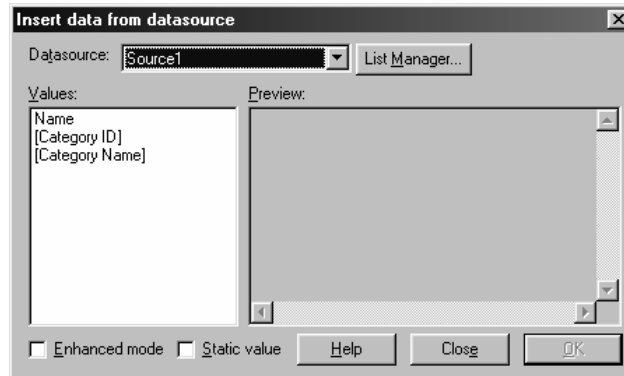 Insert data from datasource
Datasource: Source1 List Manager...
Values: Preview:
Name
[Category ID]
[Category Name]
Enhanced mode Static value Help Close OK